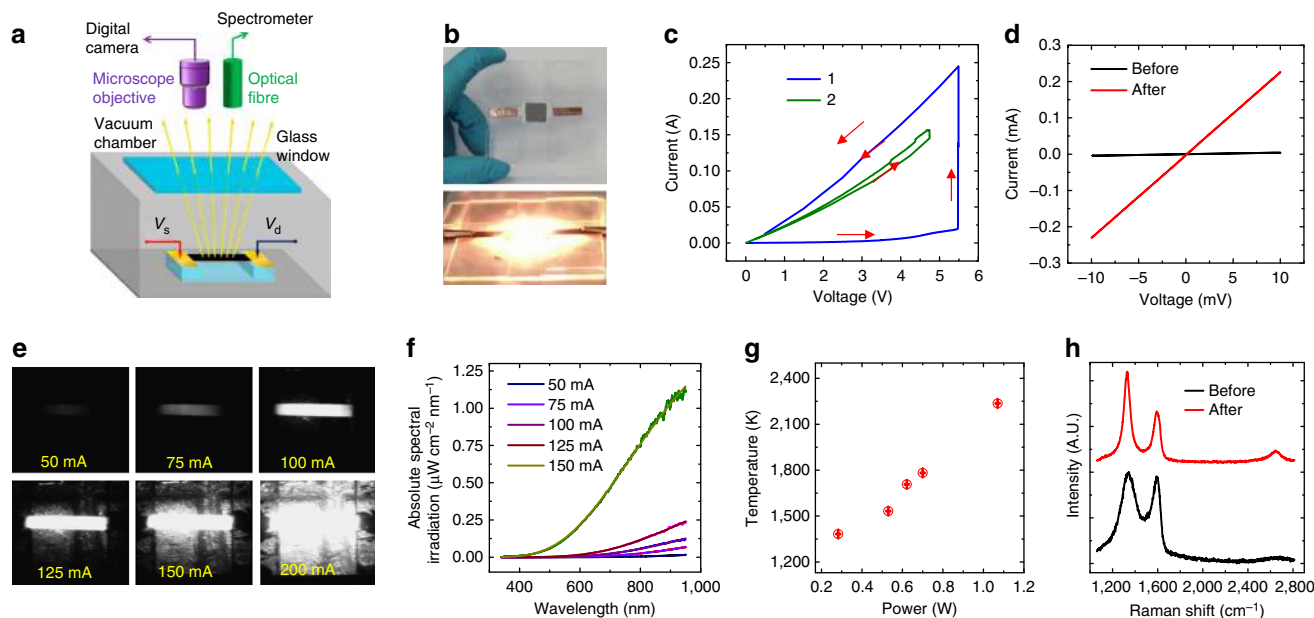 a
Digital
camera
Spectrometer
Microscope
objective
Optical
fibre
Vacuum
chamber
Glass
window
Vs
Vd
b
c
Current (A)
0.25
0.20
0.15
0.10
0.05
0.00
1
2
0 1 2 3 4 5 6
Voltage (V)
d
Current (mA)
0.3
0.2
0.1
0.0
–0.1
–0.2
–0.3
Before
After
–10 –5 0 5 10
Voltage (mV)
e
50 mA
75 mA
100 mA
125 mA
150 mA
200 mA
f
Absolute spectral
irradiation (μW cm–2 nm–1)
1.25
1.00
0.75
0.50
0.25
0.00
50 mA
75 mA
100 mA
125 mA
150 mA
400 600 800 1,000
Wavelength (nm)
g
Temperature (K)
2,400
2,100
1,800
1,500
1,200
0.2 0.4 0.6 0.8 1.0 1.2
Power (W)
h
Intensity (A.U.)
Before
After
1,200 1,600 2,000 2,400 2,800
Raman shift (cm–1)